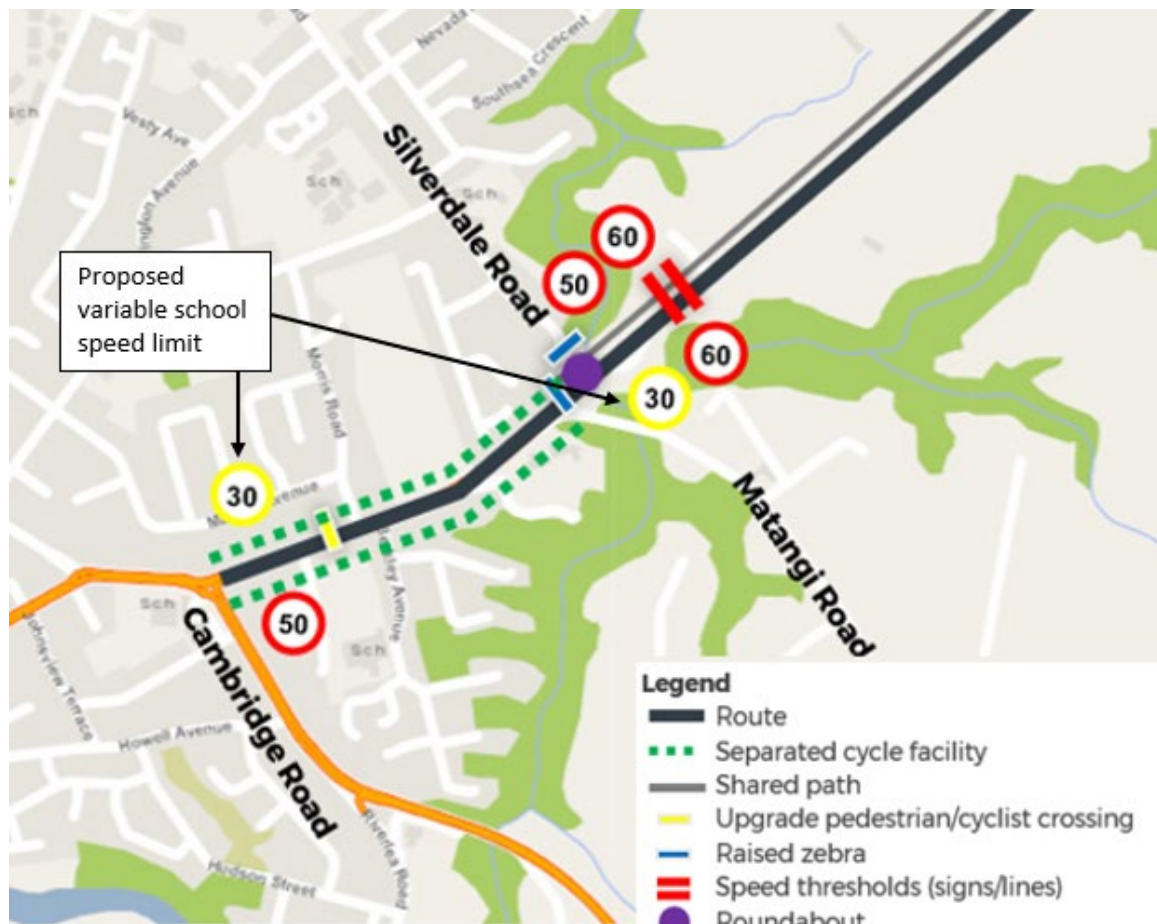 Nevada
Southsea Crescent
Sch
Vesty Ave
Silverdale Road
Sch
Sch
60
50
Proposed
variable school
speed limit
60
30
Morris Road
30
Matangi Road
50
Sch
Sch
Cambridge Road
Howell Avenue
Riverlea Road
Hudson Street
Legend
Route
Separated cycle facility
Shared path
Upgrade pedestrian/cyclist crossing
Raised zebra
Speed thresholds (signs/lines)
Roundabout